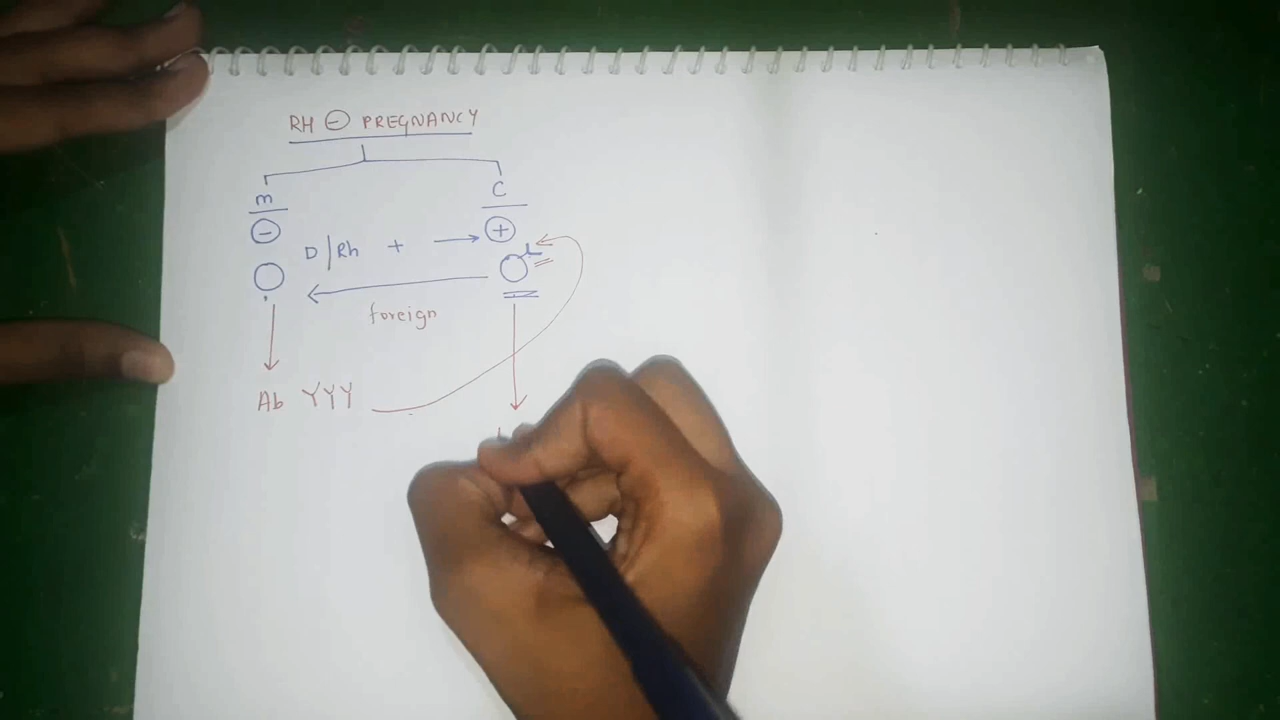 RH ⊖ PREGNANCY
m C
⊖ ⊕
D/Rh + →
foreign
Ab YYY